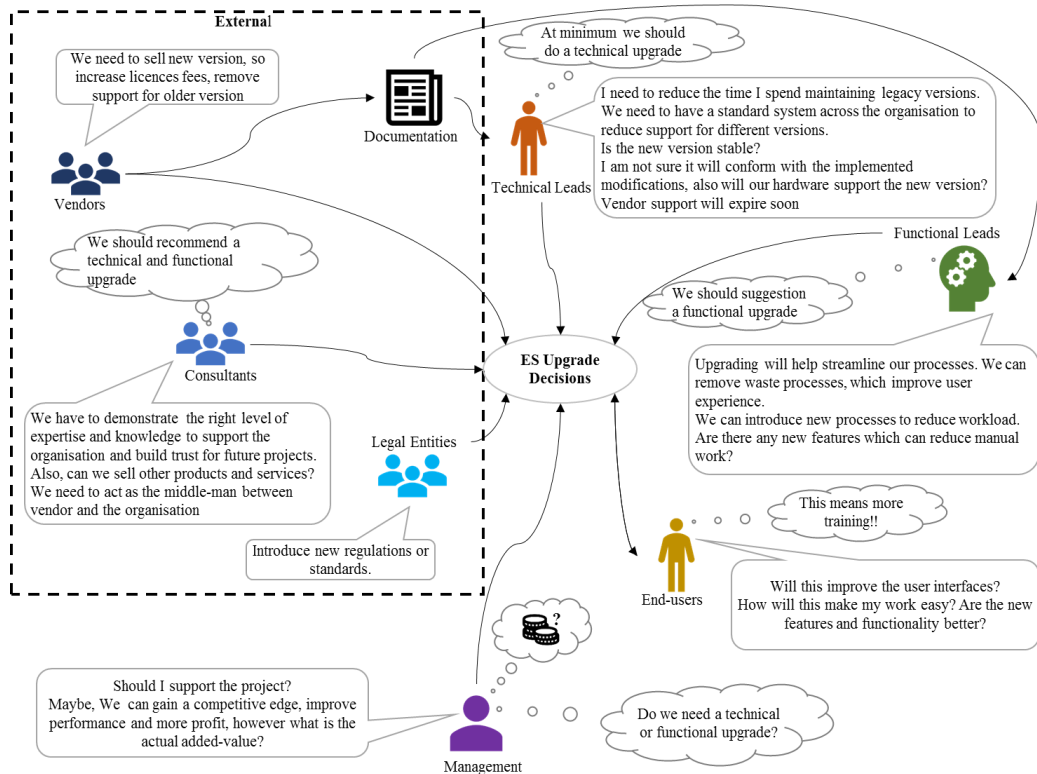 External
We need to sell new version, so
increase licences fees, remove
support for older version
Vendors
Documentation
At minimum we should
do a technical upgrade
Technical Leads
I need to reduce the time I spend maintaining legacy versions.
We need to have a standard system across the organisation to
reduce support for different versions.
Is the new version stable?
I am not sure it will conform with the implemented
modifications, also will our hardware support the new version?
Vendor support will expire soon
We should recommend a
technical and functional
upgrade
Consultants
We have to demonstrate the right level of
expertise and knowledge to support the
organisation and build trust for future projects.
Also, can we sell other products and services?
We need to act as the middle-man between
vendor and the organisation
Functional Leads
We should suggestion
a functional upgrade
Upgrading will help streamline our processes. We can
remove waste processes, which improve user
experience.
We can introduce new processes to reduce workload.
Are there any new features which can reduce manual
work?
ES Upgrade
Decisions
Legal Entities
Introduce new regulations or
standards.
This means more
training!!
End-users
Will this improve the user interfaces?
How will this make my work easy? Are the new
features and functionality better?
?
Should I support the project?
Maybe, We can gain a competitive edge, improve
performance and more profit, however what is the
actual added-value?
Management
Do we need a technical
or functional upgrade?